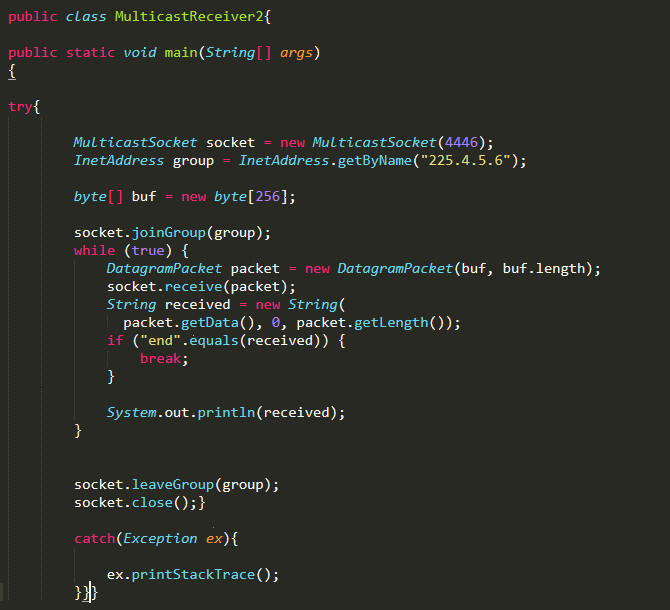 public class MulticastReceiver2{
public static void main(String[] args)
{
try{
MulticastSocket socket = new MulticastSocket(4446);
InetAddress group = InetAddress.getByName("225.4.5.6");
byte[] buf = new byte[256];
socket.joinGroup(group);
while (true) {
DatagramPacket packet = new DatagramPacket(buf, buf.length);
socket.receive(packet);
String received = new String(
packet.getData(), 0, packet.getLength());
if ("end".equals(received)) {
break;
}
System.out.println(received);
}
socket.leaveGroup(group);
socket.close();}
catch(Exception ex){
ex.printStackTrace();
}}}